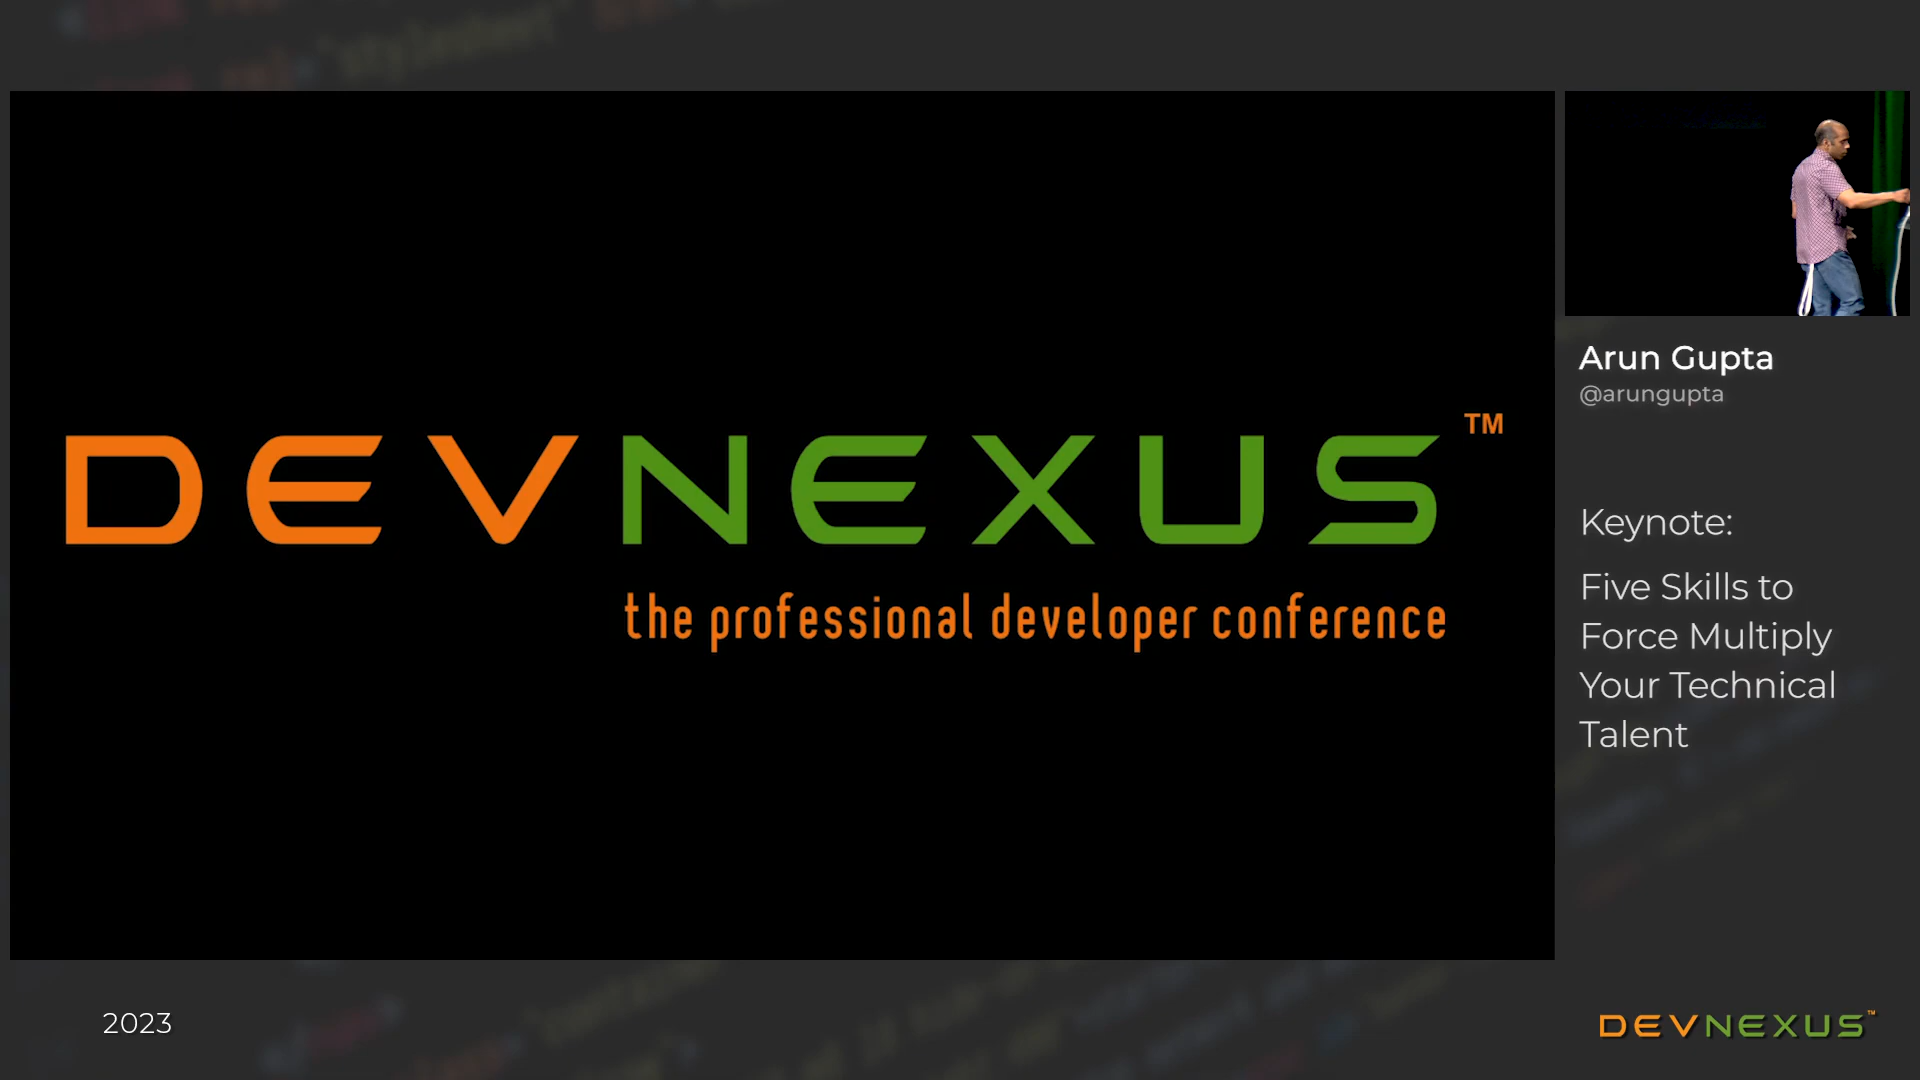 DEVNEXUS™
the professional developer conference
Arun Gupta
@arungupta
Keynote:
Five Skills to
Force Multiply
Your Technical
Talent
2023
DEVNEXUS™